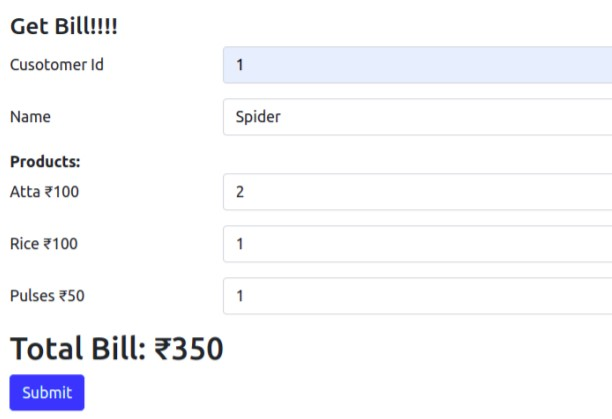 Get Bill!!!!
Cusotomer Id 1
Name Spider
Products:
Atta ₹100 2
Rice ₹100 1
Pulses ₹50 1
Total Bill: ₹350
Submit